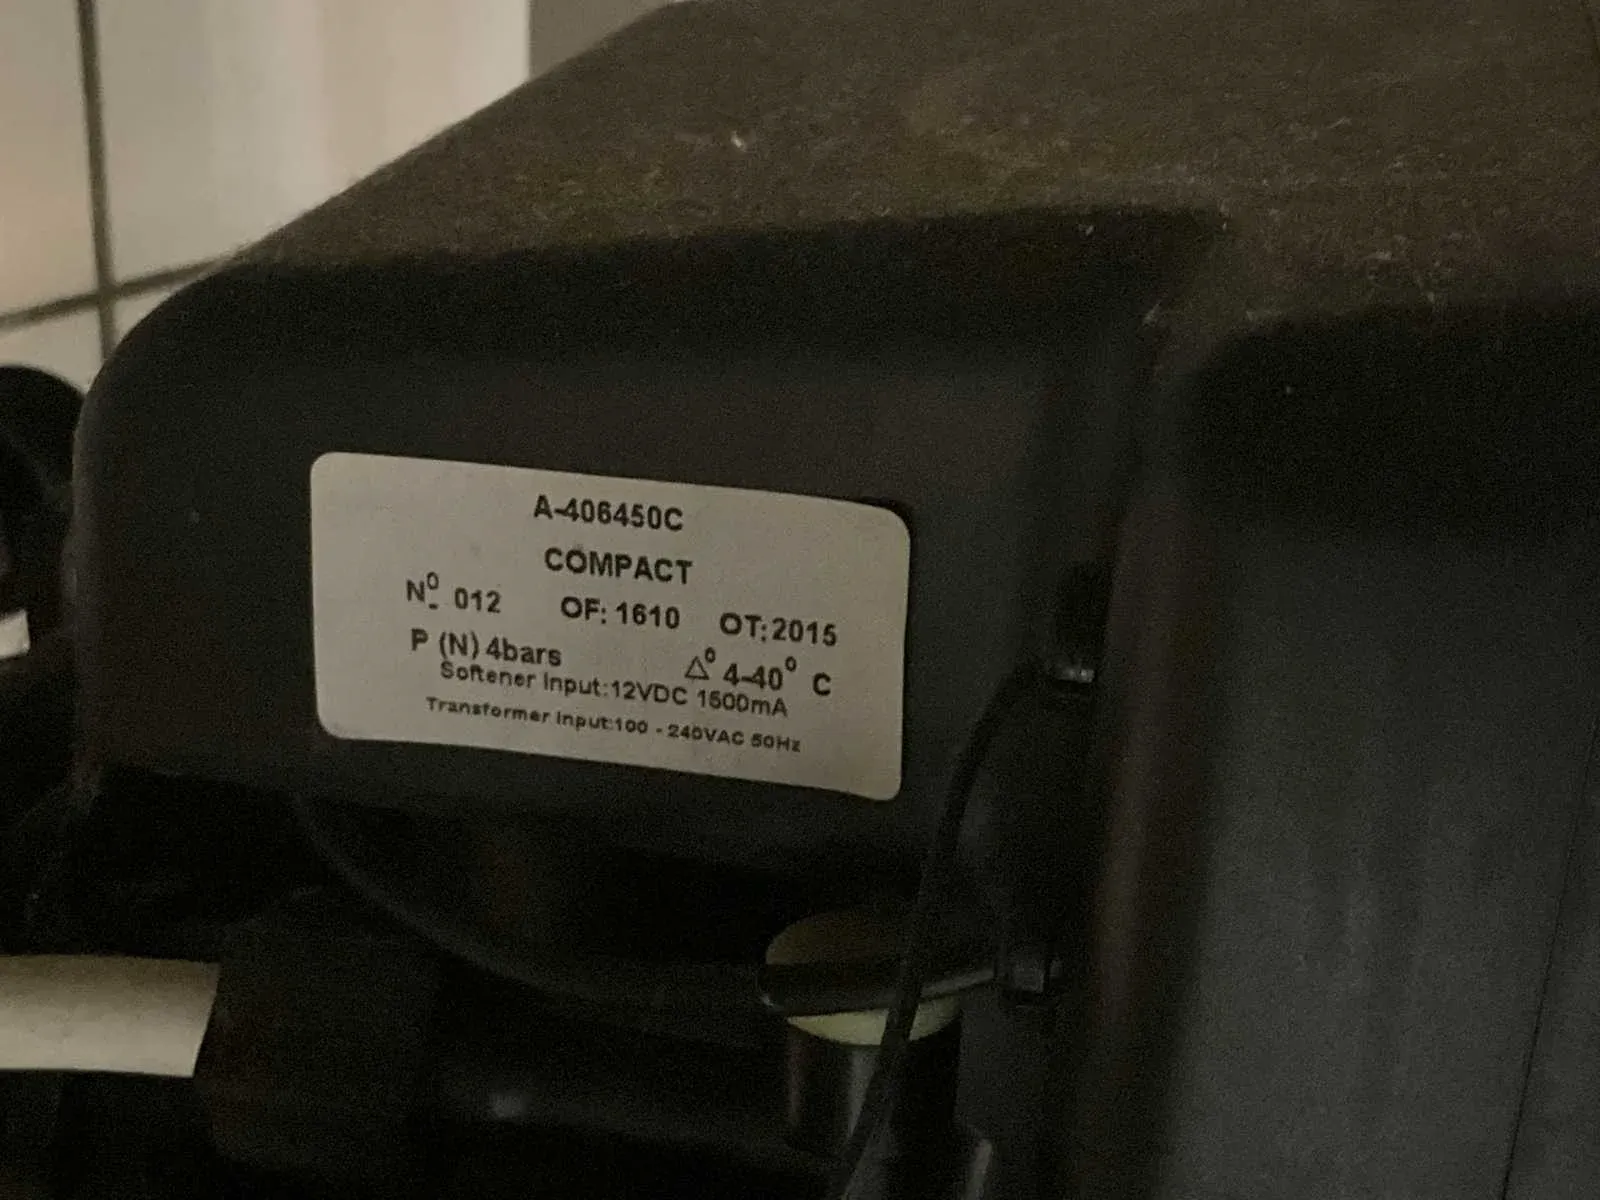 A-406450C
COMPACT
Nº 012 OF: 1610 OT: 2015
P (N) 4bars △° 4-40° C
Softener Input:12VDC 1500mA
Transformer Input:100 - 240VAC 50Hz